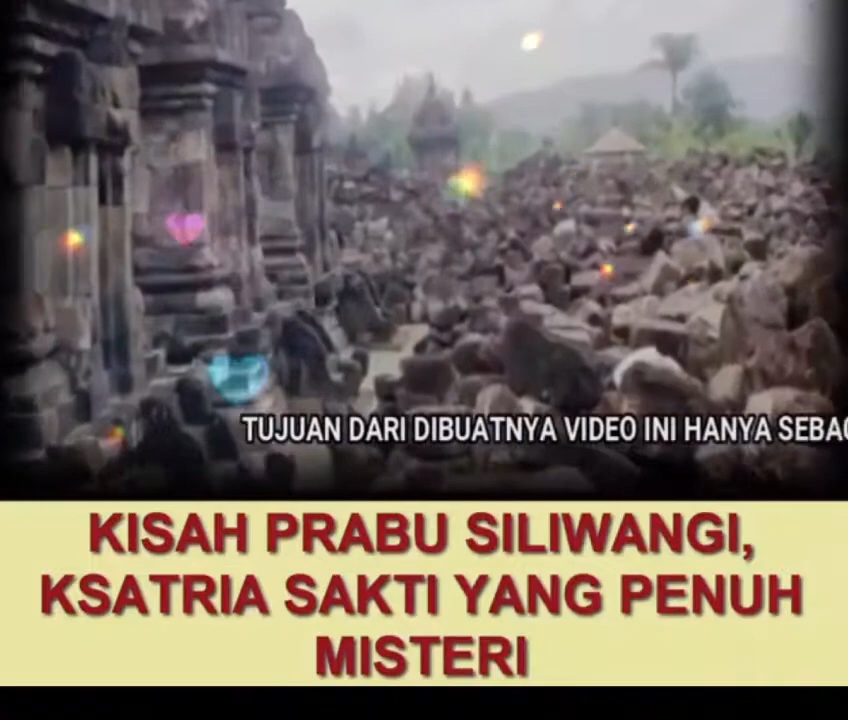 TUJUAN DARI DIBUATNYA VIDEO INI HANYA
KISAH PRABU SILIWANGI,
KSATRIA SAKTI YANG PENUH
MISTERI